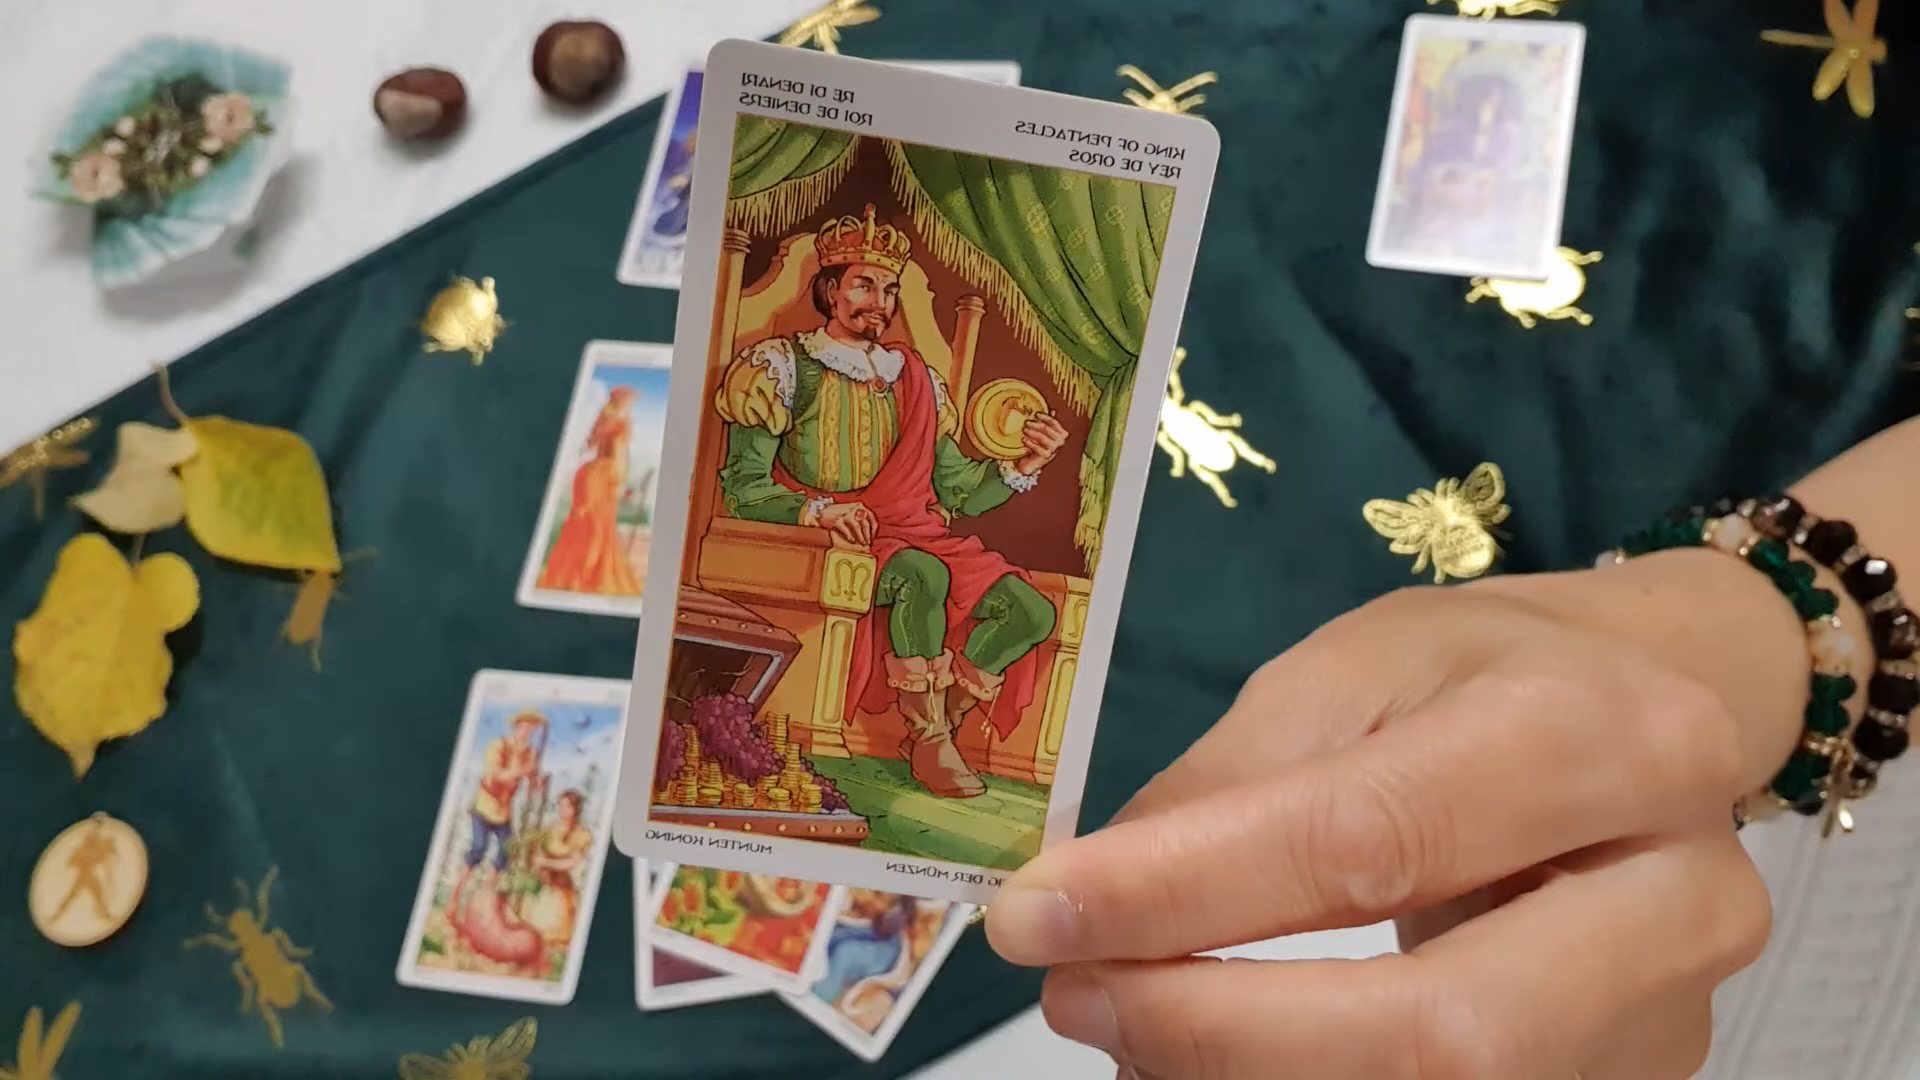 RE DI DENARI
ROI DE DENIERS
KING OF PENTACLES
REY DE OROS
MUNTEN KONING
DER MÜNZEN